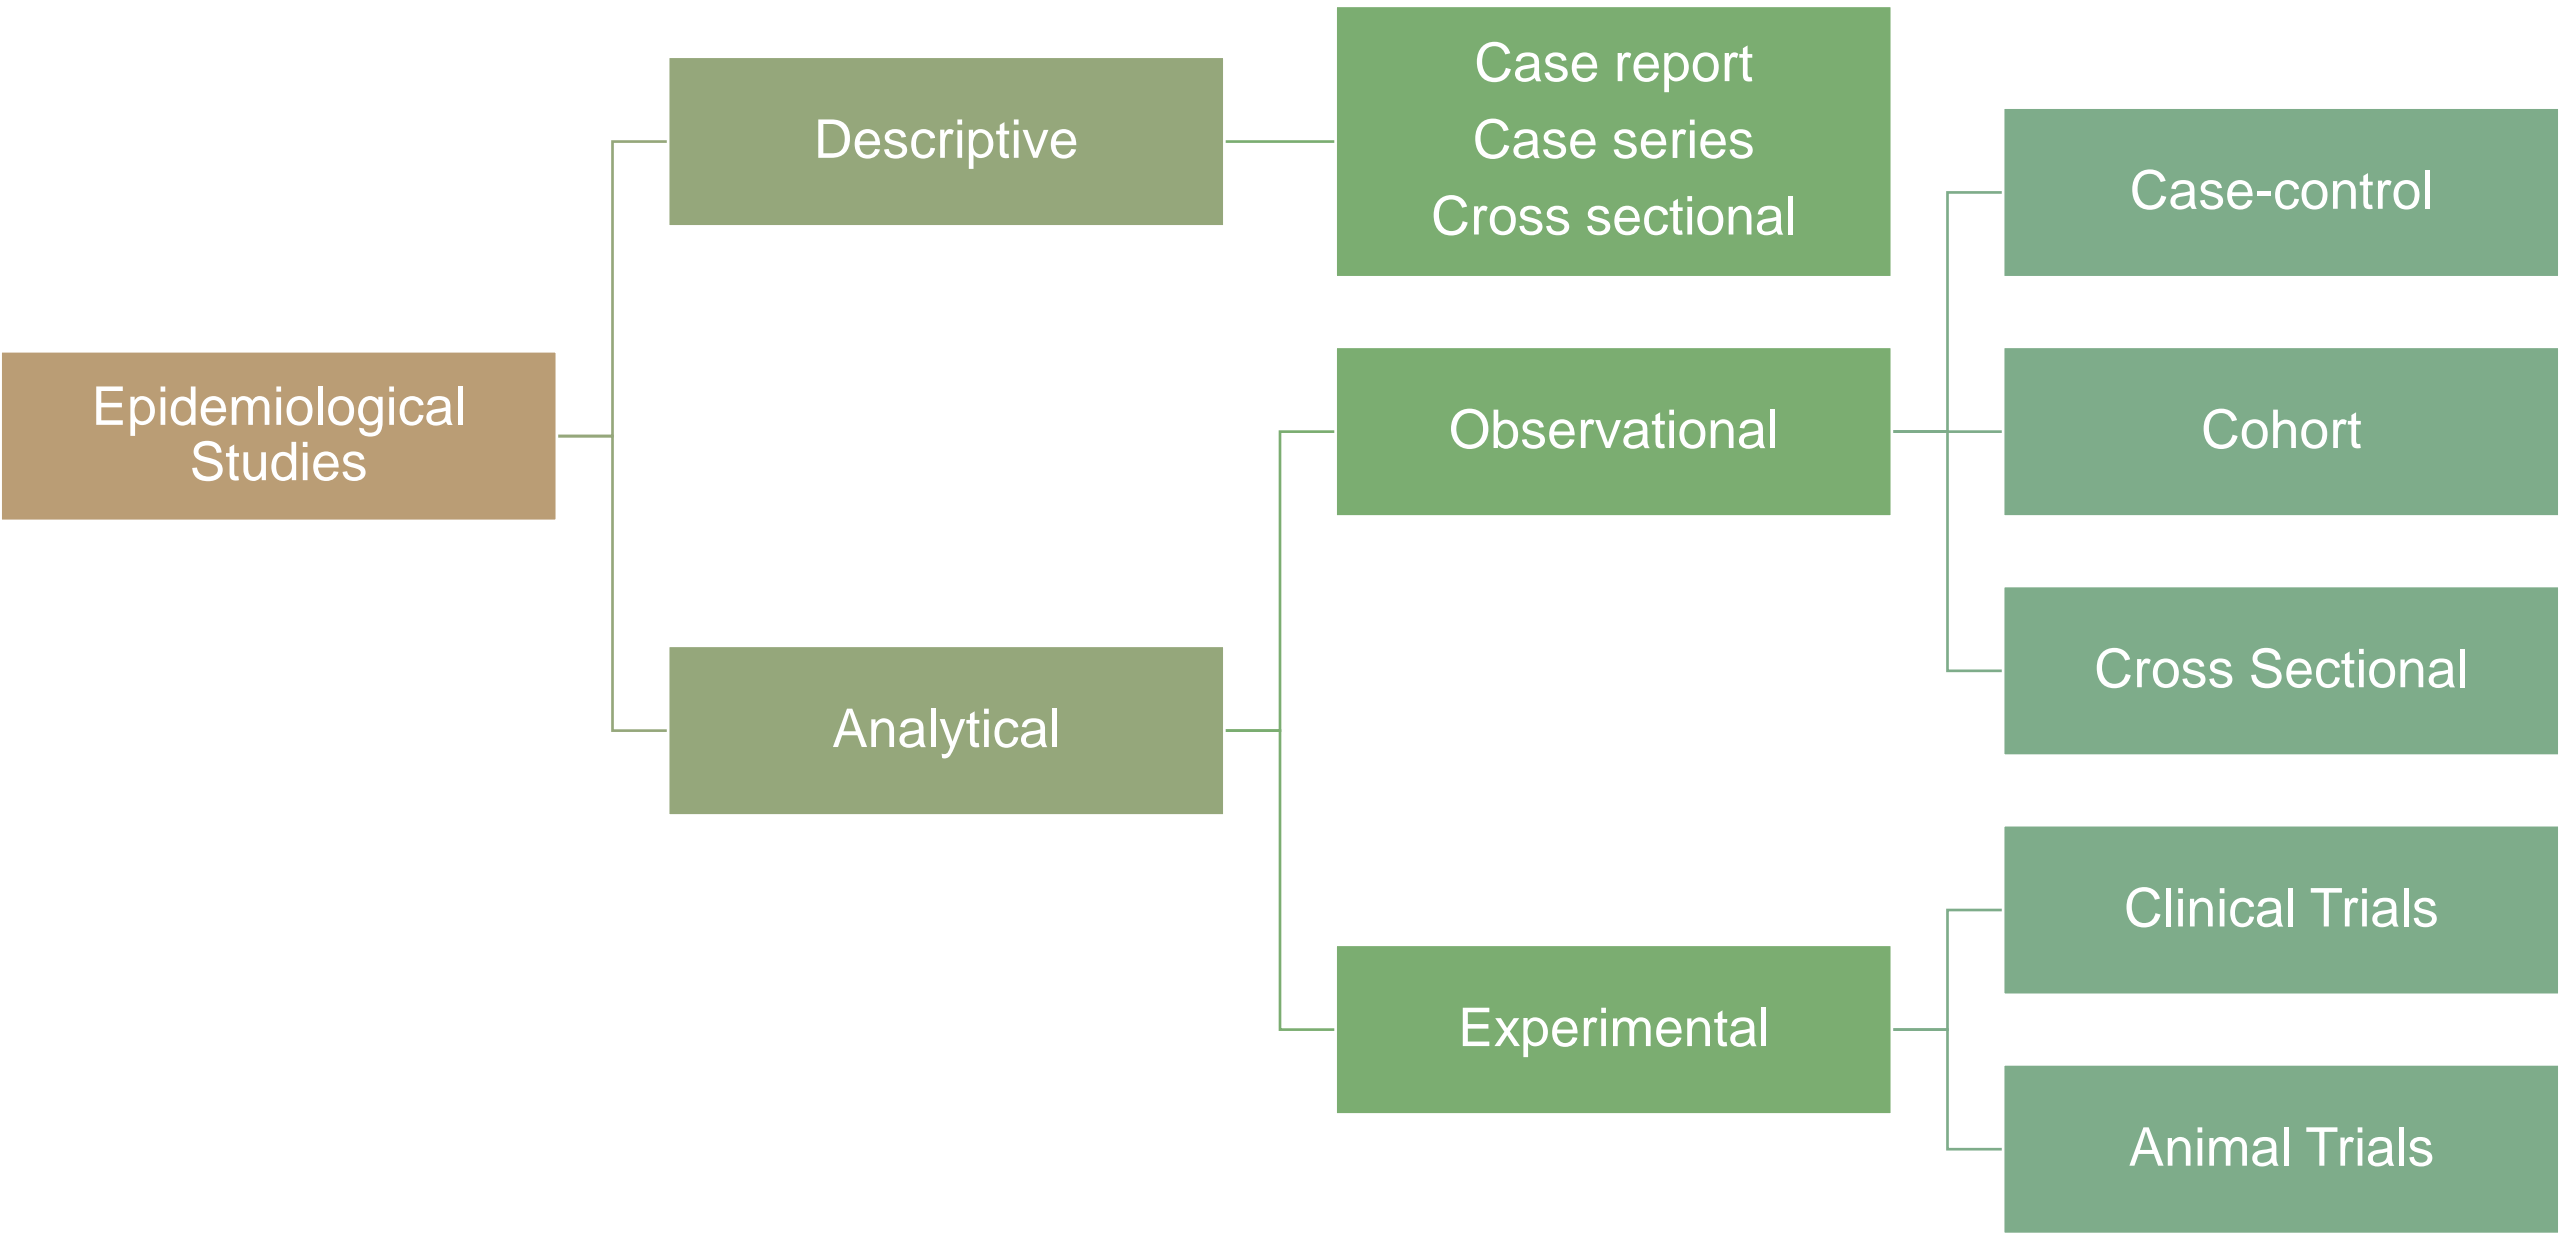 Epidemiological
Studies
Descriptive
Case report
Case series
Cross sectional
Analytical
Observational
Case-control
Cohort
Cross Sectional
Experimental
Clinical Trials
Animal Trials